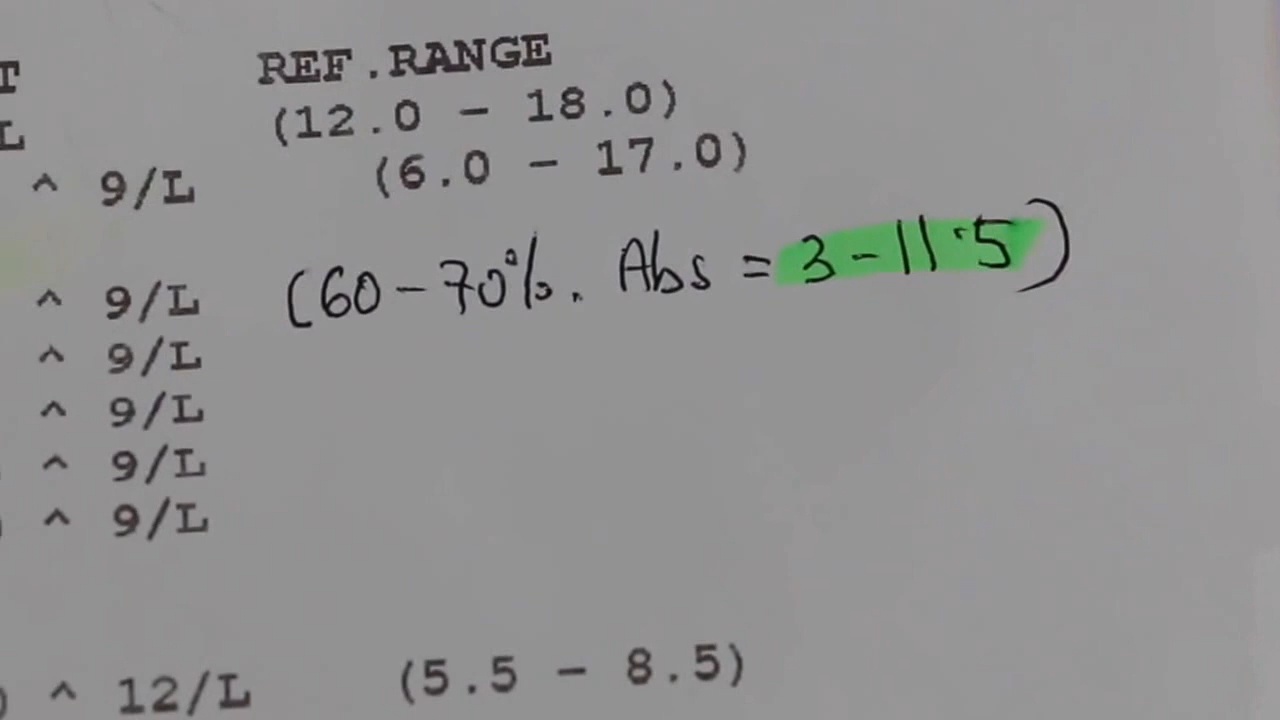 T REF.RANGE
L (12.0 - 18.0)
^ 9/L (6.0 - 17.0)
^ 9/L (60-70%. Abs = 3-11.5)
^ 9/L
^ 9/L
^ 9/L
^ 9/L
^ 12/L (5.5 - 8.5)